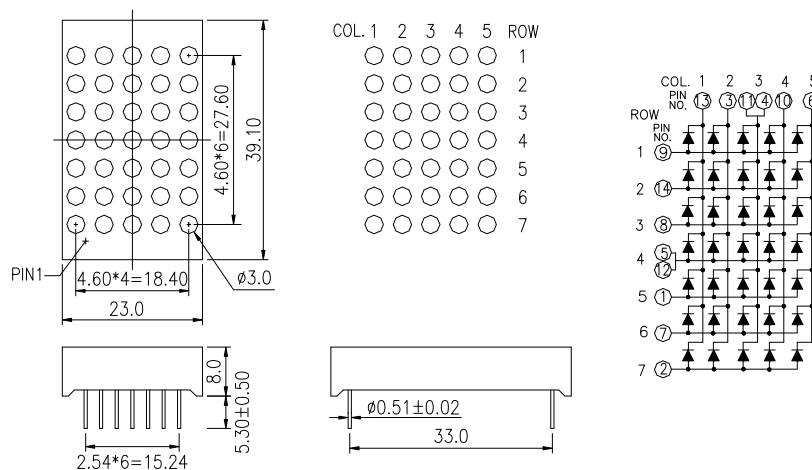 COL. 1 2 3 4 5 ROW
1
2
3
4
5
6
7
4.60*6=27.60
39.10
PIN1
4.60*4=18.40
ø3.0
23.0
8.0
5.30±0.50
2.54*6=15.24
ø0.51±0.02
33.0
COL. 1 2 3 4 5
PIN NO. 13 3 11 4 10 6
ROW
PIN
NO.
1 9
2 14
3 8
4 5 12
5 1
6 7
7 2